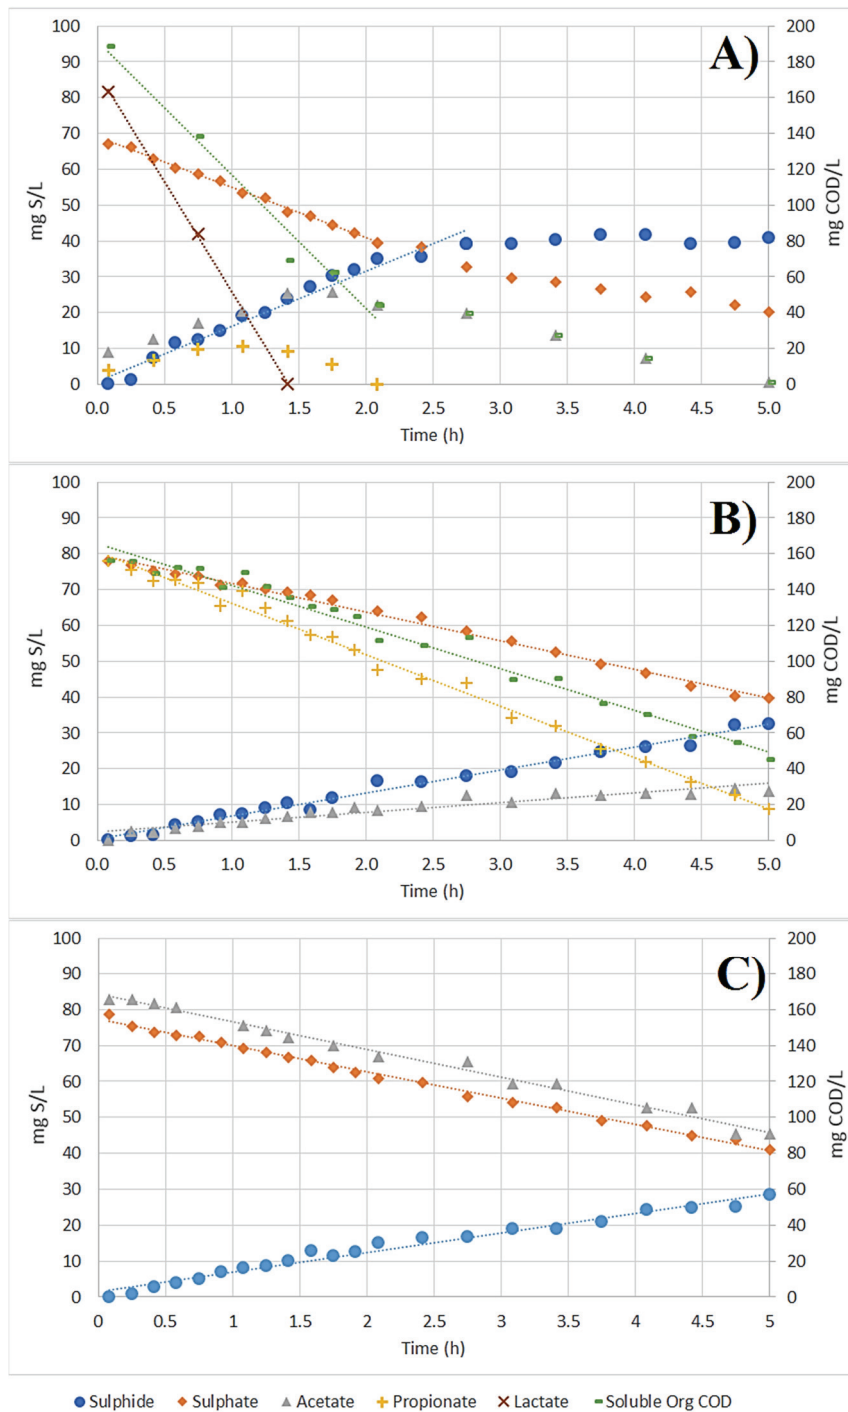 A)
100 90 80 70 60 50 40 30 20 10 0
mg S/L
200 180 160 140 120 100 80 60 40 20 0
mg COD/L
0.0 0.5 1.0 1.5 2.0 2.5 3.0 3.5 4.0 4.5 5.0
Time (h)
B)
100 90 80 70 60 50 40 30 20 10 0
mg S/L
200 180 160 140 120 100 80 60 40 20 0
mg COD/L
0.0 0.5 1.0 1.5 2.0 2.5 3.0 3.5 4.0 4.5 5.0
Time (h)
C)
100 90 80 70 60 50 40 30 20 10 0
mg S/L
200 180 160 140 120 100 80 60 40 20 0
mg COD/L
0 0.5 1 1.5 2 2.5 3 3.5 4 4.5 5
Time (h)
Sulphide Sulphate Acetate Propionate Lactate Soluble Org COD